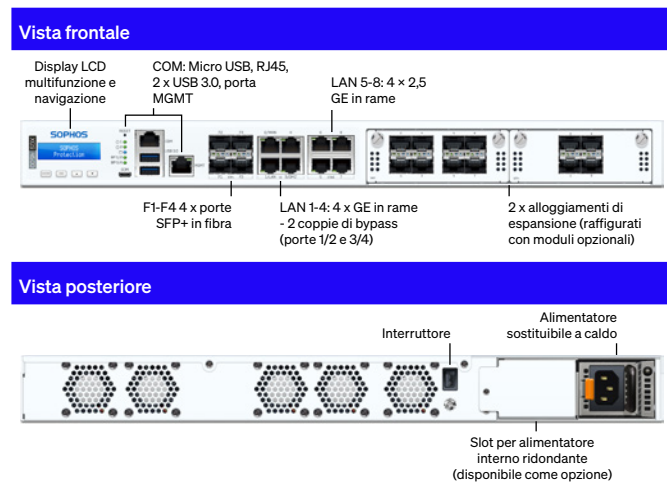 Vista frontale
Display LCD
multifunzione e
navigazione
COM: Micro USB, RJ45,
2 x USB 3.0, porta
MGMT
LAN 5-8: 4 × 2,5
GE in rame
SOPHOS
SOPHOS
Protection
MGMT
F1-F4 4 x porte
SFP+ in fibra
LAN 1-4: 4 x GE in rame
- 2 coppie di bypass
(porte 1/2 e 3/4)
2 x alloggiamenti di
espansione (raffigurati
con moduli opzionali)
Vista posteriore
Interruttore
Alimentatore
sostituibile a caldo
Slot per alimentatore
interno ridondante
(disponibile come opzione)